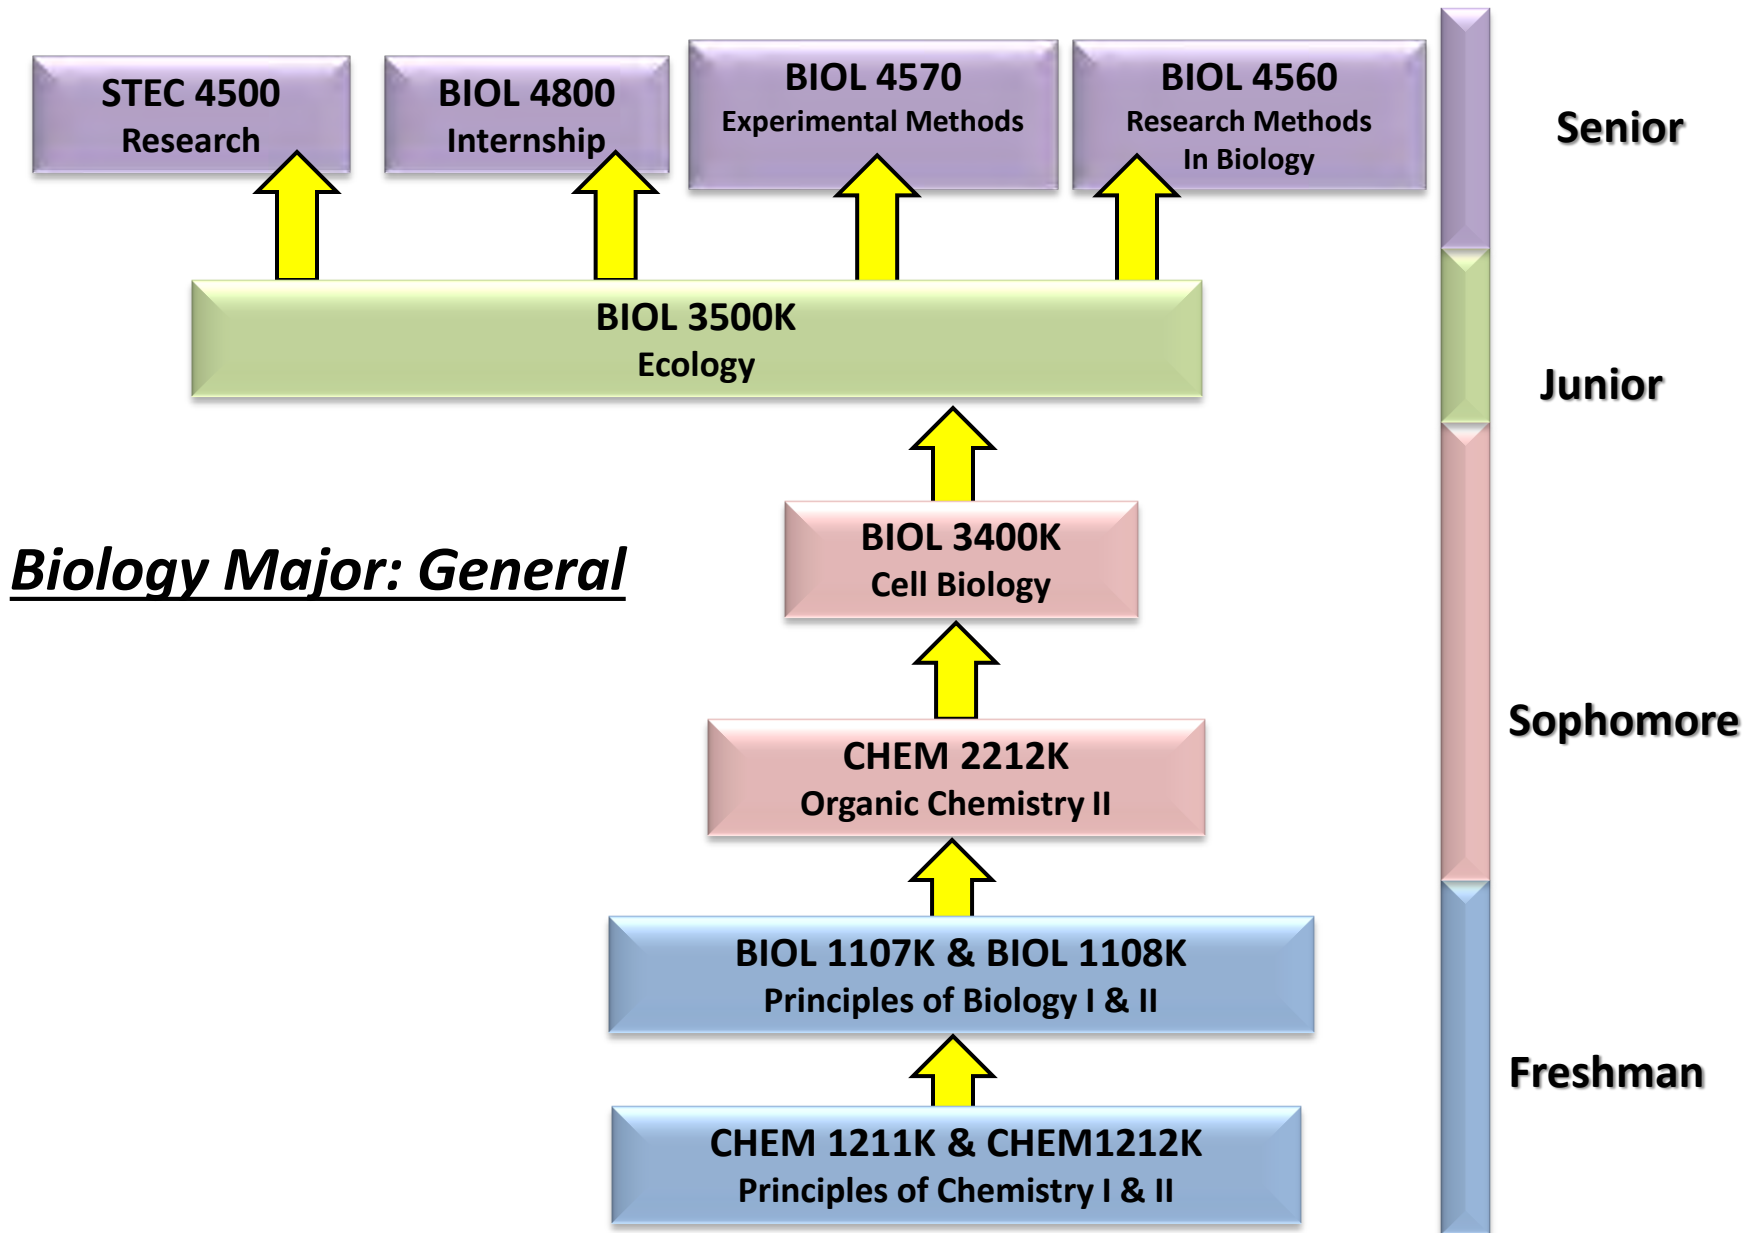 STEC 4500
Research
BIOL 4800
Internship
BIOL 4570
Experimental Methods
BIOL 4560
Research Methods
In Biology
Senior
BIOL 3500K
Ecology
Junior
BIOL 3400K
Cell Biology
Biology Major: General
Sophomore
CHEM 2212K
Organic Chemistry II
BIOL 1107K & BIOL 1108K
Principles of Biology I & II
Freshman
CHEM 1211K & CHEM1212K
Principles of Chemistry I & II